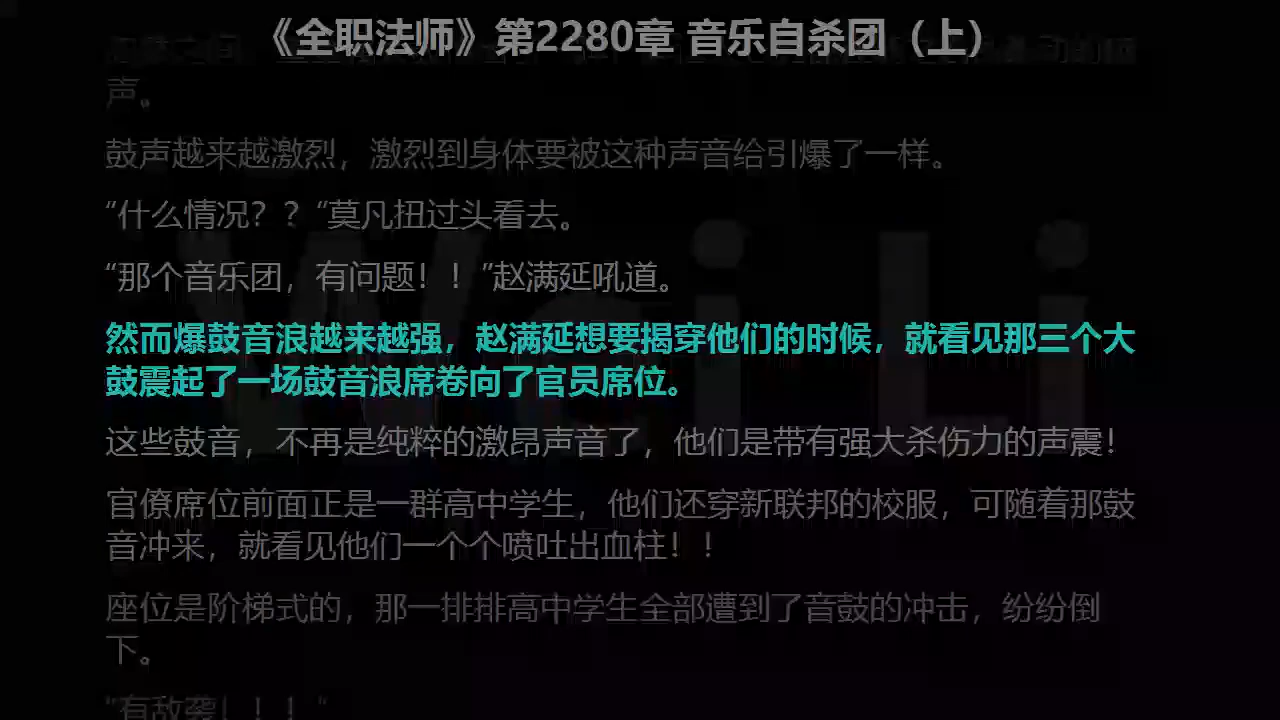 《全职法师》第2280章 音乐自杀团（上）
声。
鼓声越来越激烈，激烈到身体要被这种声音给引爆了一样。
“什么情况？？“莫凡扭过头看去。
“那个音乐团，有问题！！”赵满延吼道。
然而爆鼓音浪越来越强，赵满延想要揭穿他们的时候，就看见那三个大
鼓震起了一场鼓音浪席卷向了官员席位。
这些鼓音，不再是纯粹的激昂声音了，他们是带有强大杀伤力的声震！
官僚席位前面正是一群高中学生，他们还穿新联邦的校服，可随着那鼓
音冲来，就看见他们一个个喷吐出血柱！！
座位是阶梯式的，那一排排高中学生全部遭到了音鼓的冲击，纷纷倒
下。
“有敌袭！！！”
Wei Li